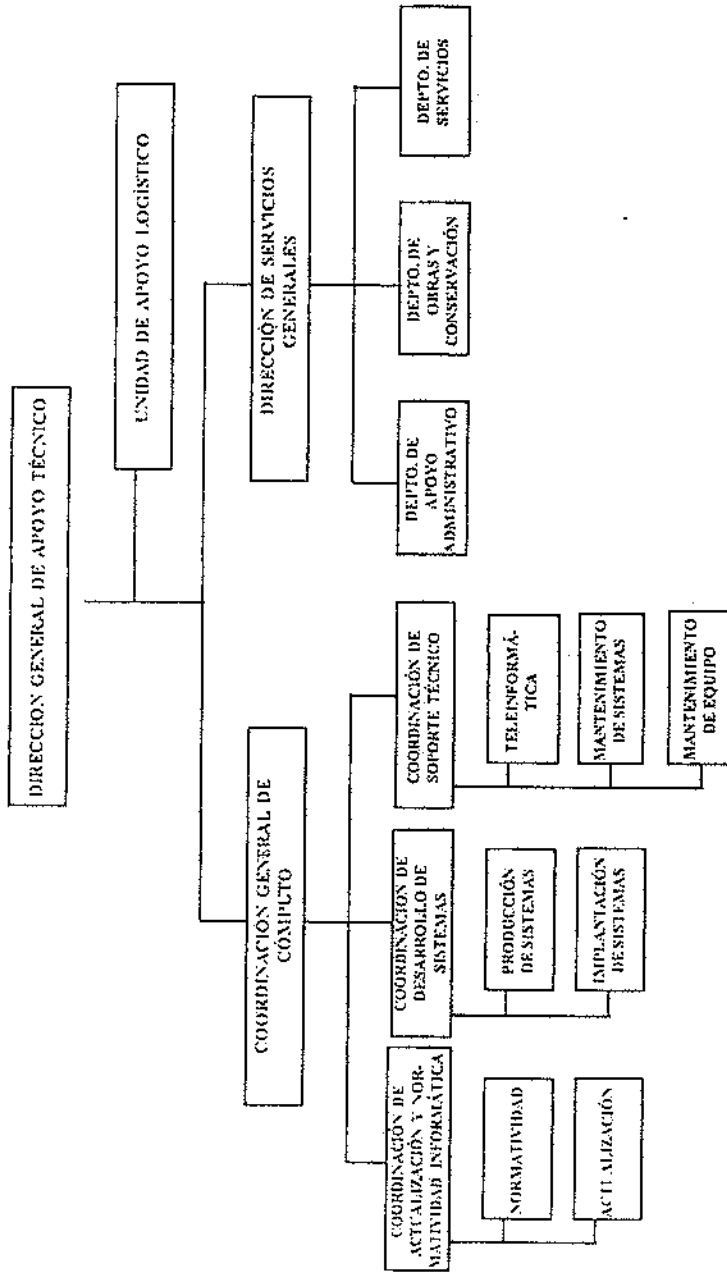 DIRECCION GENERAL DE APOYO TÉCNICO
UNIDAD DE APOYO LOGÍSTICO
COORDINACIÓN GENERAL DE
CÓMPUTO
DIRECCIÓN DE SERVICIOS
GENERALES
COORDINACIÓN DE
ACTUALIZACIÓN Y NOR-
MATIVIDAD INFORMÁTICA
COORDINACION DE
DESARROLLO DE
SISTEMAS
COORDINACIÓN DE
SOPORTE TÉCNICO
DEPTO. DE
APOYO
ADMINISTRATIVO
DEPTO. DE
OBRAS Y
CONSERVACIÓN
DEPTO. DE
SERVICIOS
NORMATIVIDAD
ACTUALIZACIÓN
PRODUCCIÓN
DE SISTEMAS
IMPLANTACIÓN
DE SISTEMAS
TELEINFORMÁ-
TICA
MANTENIMIENTO
DE SISTEMAS
MANTENIMIENTO
DE EQUIPO